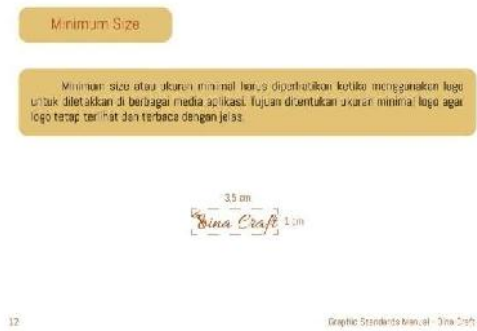 Minimum Size
Minimum size atau ukuran minimal harus diperhatikan ketika menggunakan logo
untuk diletakkan di berbagai media aplikasi. Tujuan ditentukan ukuran minimal logo agar
logo tetap terlihat dan terbaca dengan jelas.
3,5 cm
Bina Craft
1 cm
12
Graphic Standards Manual - Bina Craft